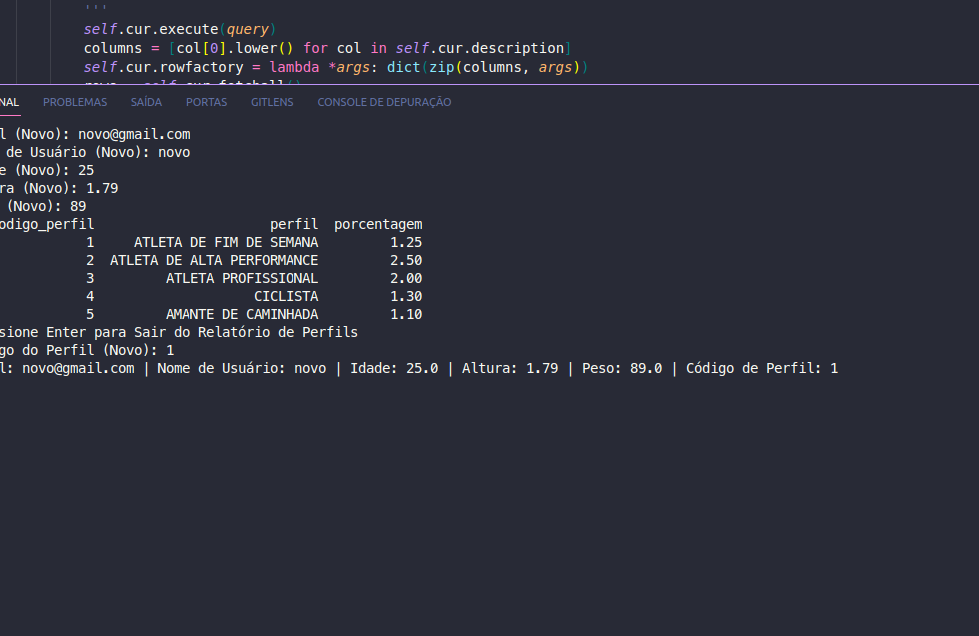 '''
self.cur.execute(query)
columns = [col[0].lower() for col in self.cur.description]
self.cur.rowfactory = lambda *args: dict(zip(columns, args))
NAL PROBLEMAS SAÍDA PORTAS GITLENS CONSOLE DE DEPURAÇÃO
l (Novo): novo@gmail.com
de Usuário (Novo): novo
e (Novo): 25
ra (Novo): 1.79
(Novo): 89
odigo_perfil perfil porcentagem
1 ATLETA DE FIM DE SEMANA 1.25
2 ATLETA DE ALTA PERFORMANCE 2.50
3 ATLETA PROFISSIONAL 2.00
4 CICLISTA 1.30
5 AMANTE DE CAMINHADA 1.10
sione Enter para Sair do Relatório de Perfils
go do Perfil (Novo): 1
l: novo@gmail.com | Nome de Usuário: novo | Idade: 25.0 | Altura: 1.79 | Peso: 89.0 | Código de Perfil: 1